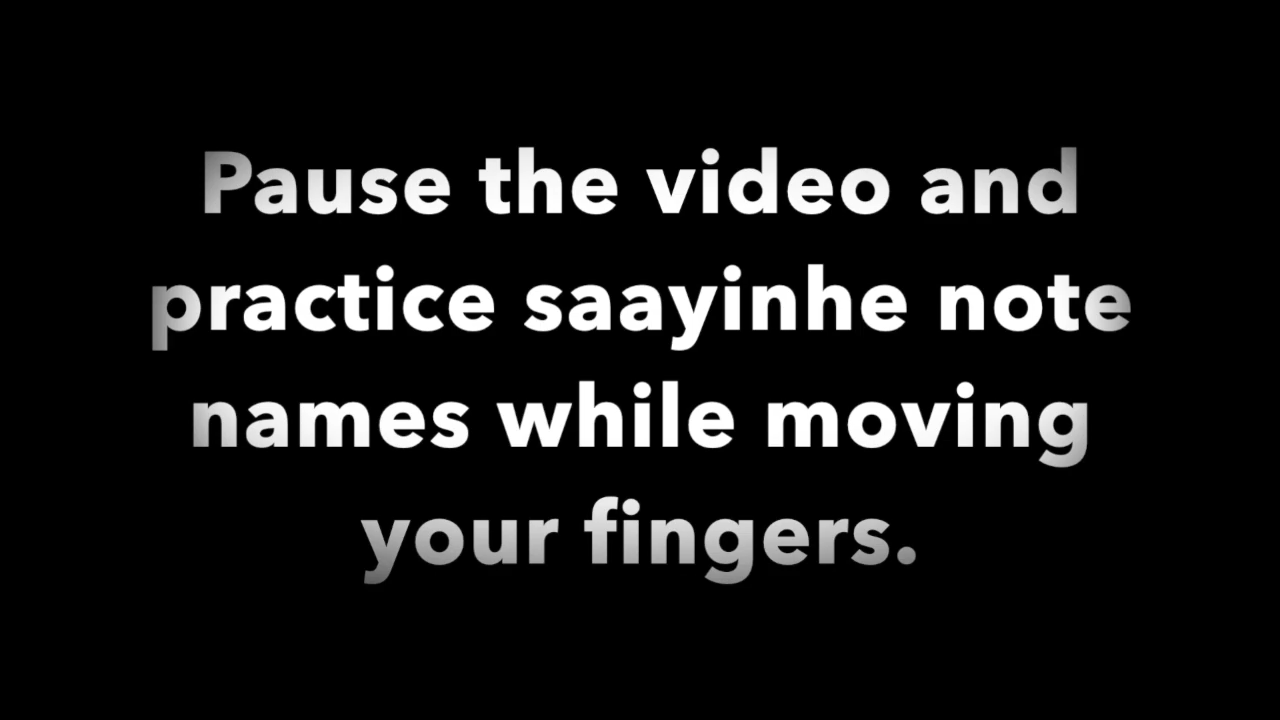 Pause the video and
practice saayinhe note
names while moving
your fingers.